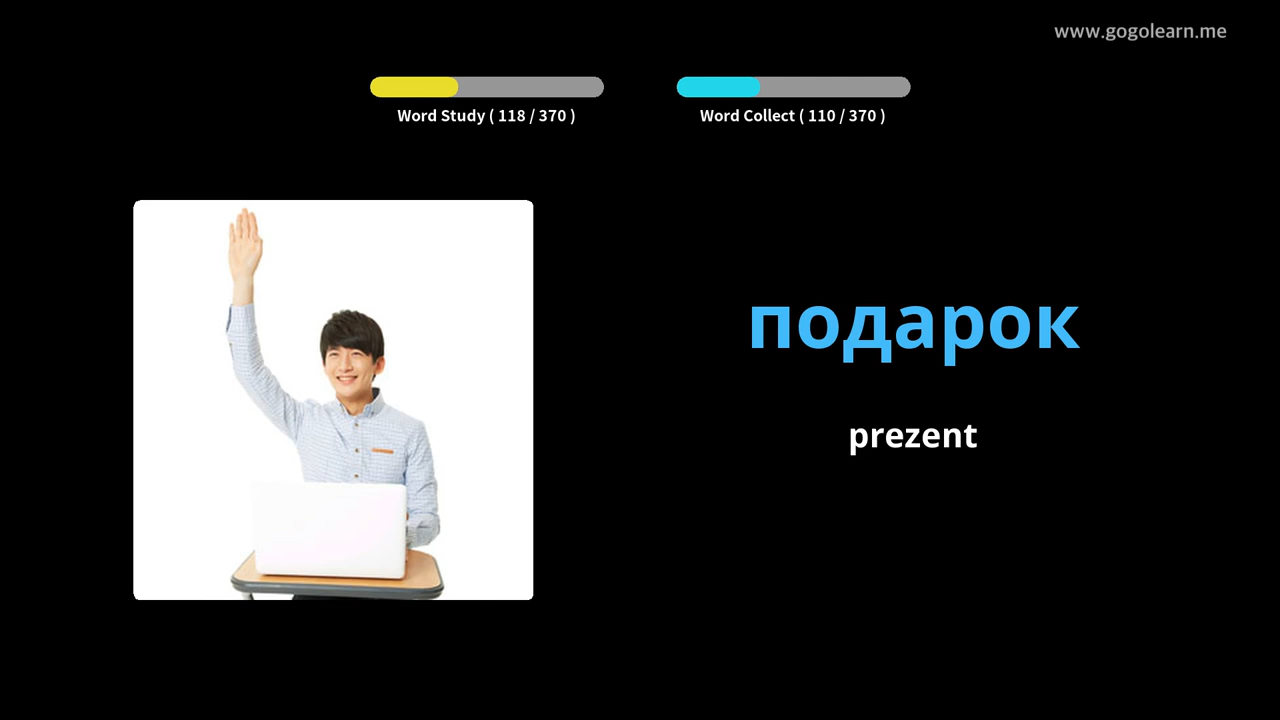 www.gogolearn.me
Word Study ( 118 / 370 )
Word Collect ( 110 / 370 )
подарок
prezent